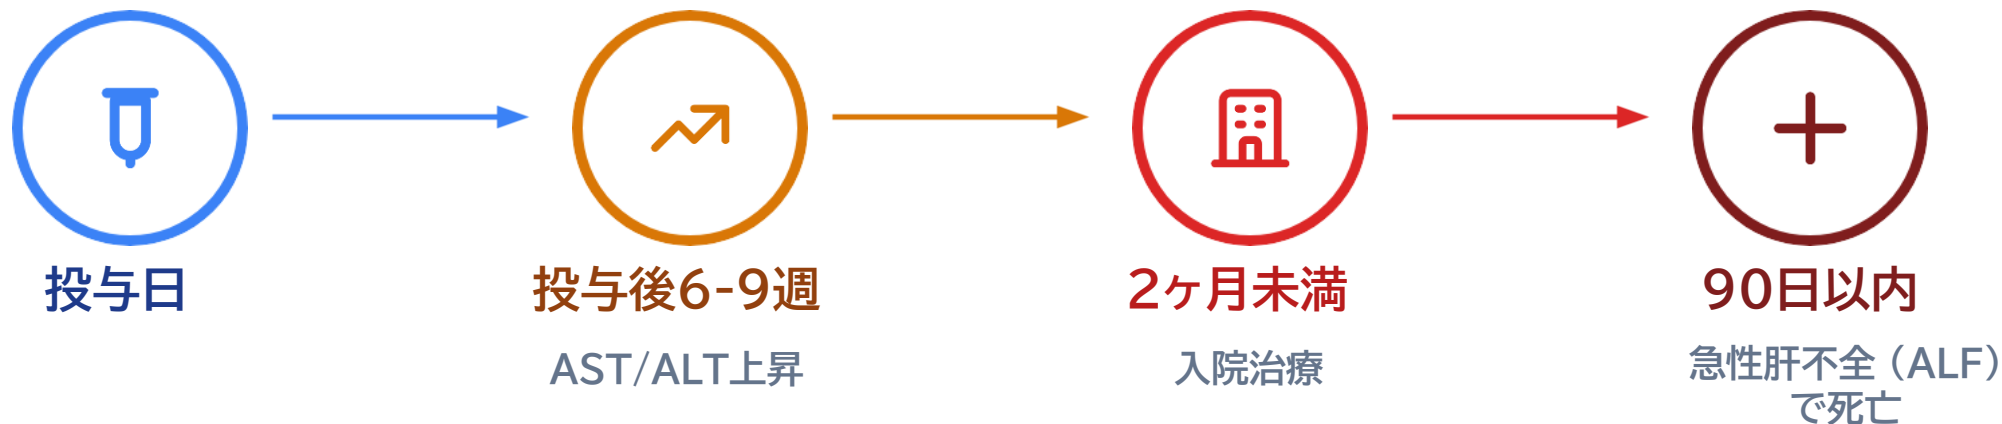 投与日
投与後6-9週
2ヶ月未満
90日以内
AST/ALT上昇
入院治療
急性肝不全（ALF）
で死亡